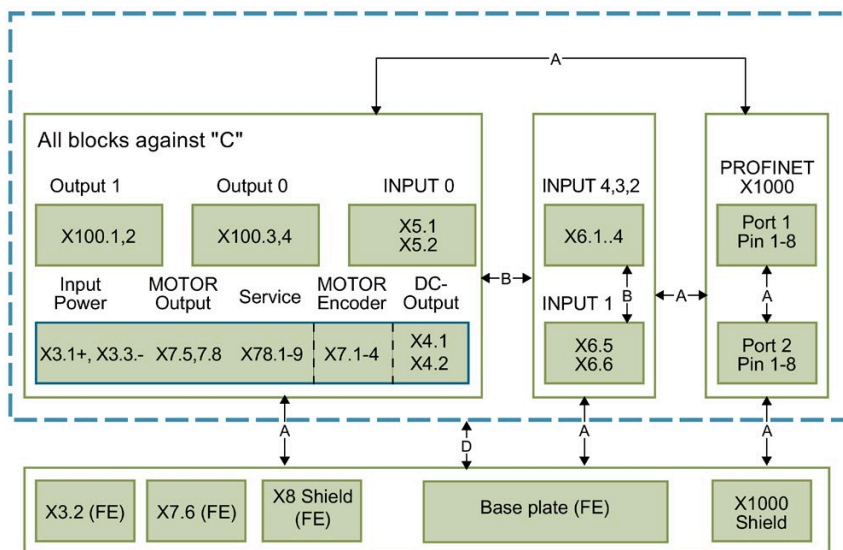 A
All blocks against "C"
Output 1
Output 0
INPUT 0
X100.1,2
X100.3,4
X5.1
X5.2
Input
Power
MOTOR
Output
Service
MOTOR
Encoder
DC-
Output
X3.1+, X3.3.-
X7.5,7.8
X78.1-9
X7.1-4
X4.1
X4.2
B
INPUT 4,3,2
X6.1..4
B
INPUT 1
X6.5
X6.6
A
PROFINET
X1000
Port 1
Pin 1-8
A
Port 2
Pin 1-8
A
D
A
A
X3.2 (FE)
X7.6 (FE)
X8 Shield
(FE)
Base plate (FE)
X1000
Shield